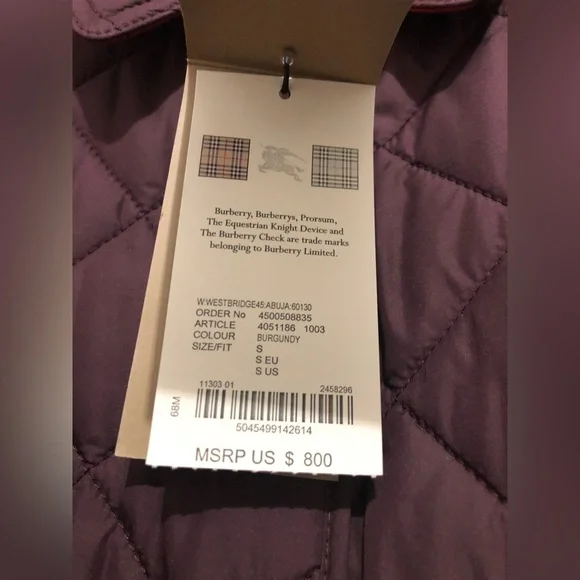 Burberry, Burberrys, Prorsum,
The Equestrian Knight Device and
The Burberry Check are trade marks
belonging to Burberry Limited.
W:WESTBRIDGE45:ABUJA:60130
ORDER No 4500508835
ARTICLE 4051186 1003
COLOUR BURGUNDY
SIZE/FIT S
S EU
S US
11303 01 2458296
68M
5045499142614
MSRP US $ 800